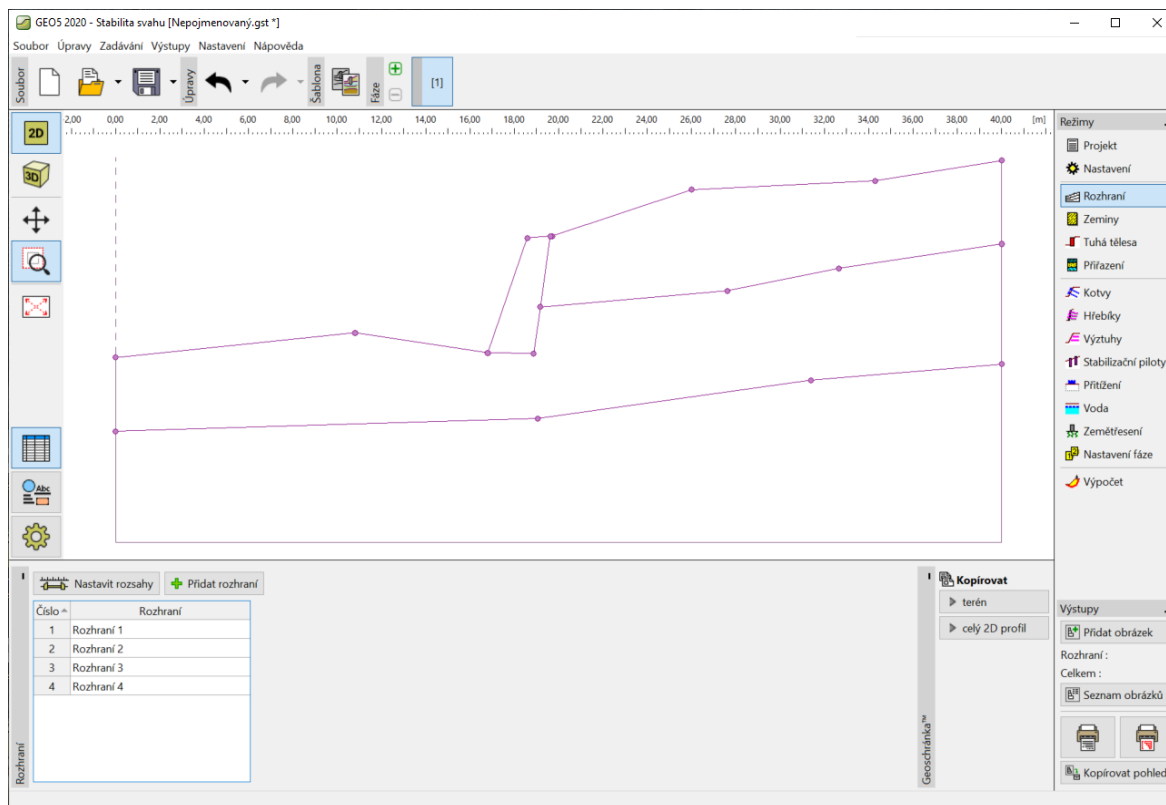 GEO5 2020 - Stabilita svahu [Nepojmenovaný.gst *]
Soubor Úpravy Zadávání Výstupy Nastavení Nápověda
Soubor
Úpravy
Šablona
Fáze
[1]
2D
3D
2,00 0,00 2,00 4,00 6,00 8,00 10,00 12,00 14,00 16,00 18,00 20,00 22,00 24,00 26,00 28,00 30,00 32,00 34,00 36,00 38,00 40,00 [m]
Abc
Režimy
Projekt
Nastavení
Rozhraní
Zeminy
Tuhá tělesa
Přiřazení
Kotvy
Hřebíky
Výztuhy
Stabilizační piloty
Přitížení
Voda
Zemětřesení
Nastavení fáze
Výpočet
Nastavit rozsahy
Přidat rozhraní
Číslo Rozhraní
1 Rozhraní 1
2 Rozhraní 2
3 Rozhraní 3
4 Rozhraní 4
Rozhraní
Geoschránka™
Kopírovat
terén
celý 2D profil
Výstupy
Přidat obrázek
Rozhraní :
Celkem :
Seznam obrázků
Kopírovat pohled